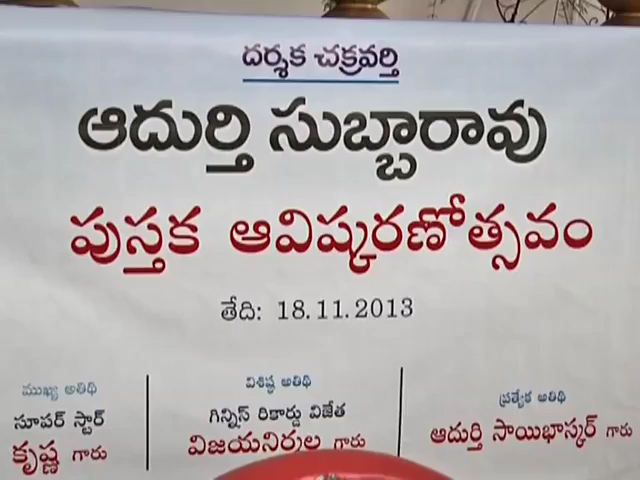 దర్శక చక్రవర్తి
ఆదుర్తి సుబ్బారావు
పుస్తక ఆవిష్కరణోత్సవం
తేది: 18.11.2013
ముఖ్య అతిథి
సూపర్ స్టార్
కృష్ణ గారు
విశిష్ఠ అతిథి
గిన్నిస్ రికార్డు విజేత
విజయనిర్మల గారు
ప్రత్యేక అతిథి
ఆదుర్తి సాయిభాస్కర్ గారు